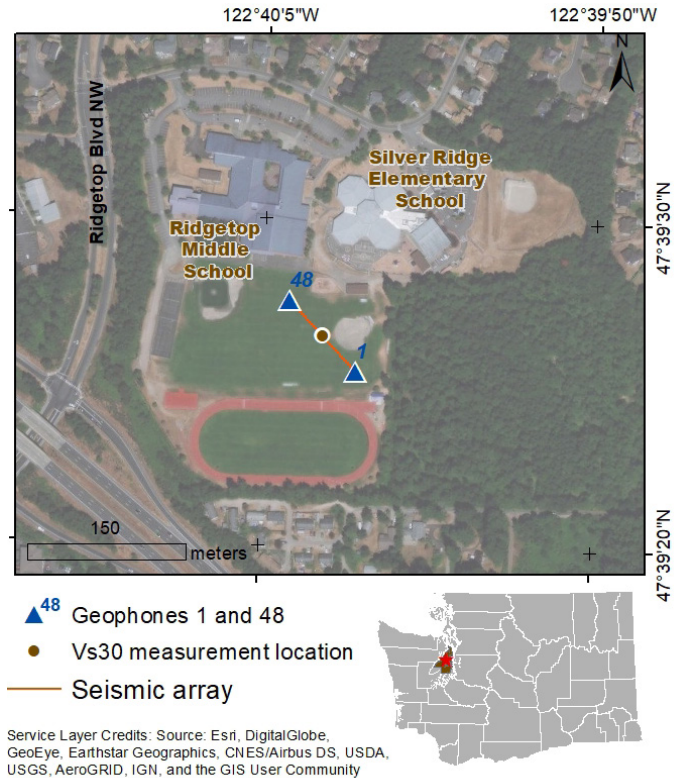 122°40'5"W
122°39'50"W
N
Ridgetop Blvd NW
Silver Ridge
Elementary
School
Ridgetop
Middle
School
47°39'30"N
48
1
150
meters
47°39'20"N
48 Geophones 1 and 48
Vs30 measurement location
Seismic array
Service Layer Credits: Source: Esri, DigitalGlobe,
GeoEye, Earthstar Geographics, CNES/Airbus DS, USDA,
USGS, AeroGRID, IGN, and the GIS User Community